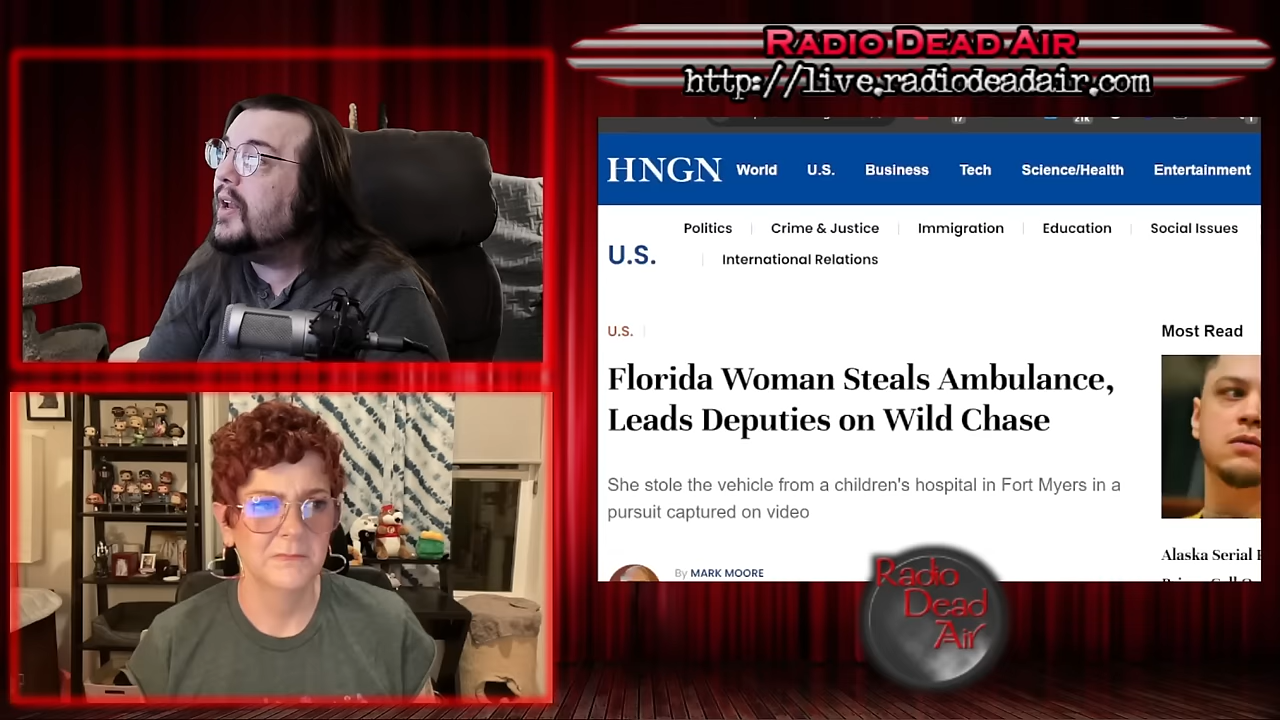 Radio Dead Air
http://live.radiodeadair.com
HNGN World U.S. Business Tech Science/Health Entertainment
U.S. Politics Crime & Justice Immigration Education Social Issues
International Relations
U.S.
Most Read
Florida Woman Steals Ambulance,
Leads Deputies on Wild Chase
She stole the vehicle from a children's hospital in Fort Myers in a
pursuit captured on video
By MARK MOORE
Alaska Serial
Radio
Dead
Air